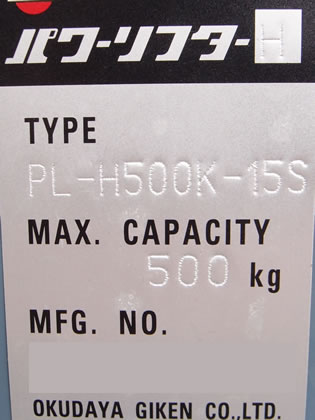 パワーリフターH
TYPE
PL-H500K-15S
MAX. CAPACITY
500 kg
MFG. NO.
OKUDAYA GIKEN CO.,LTD.